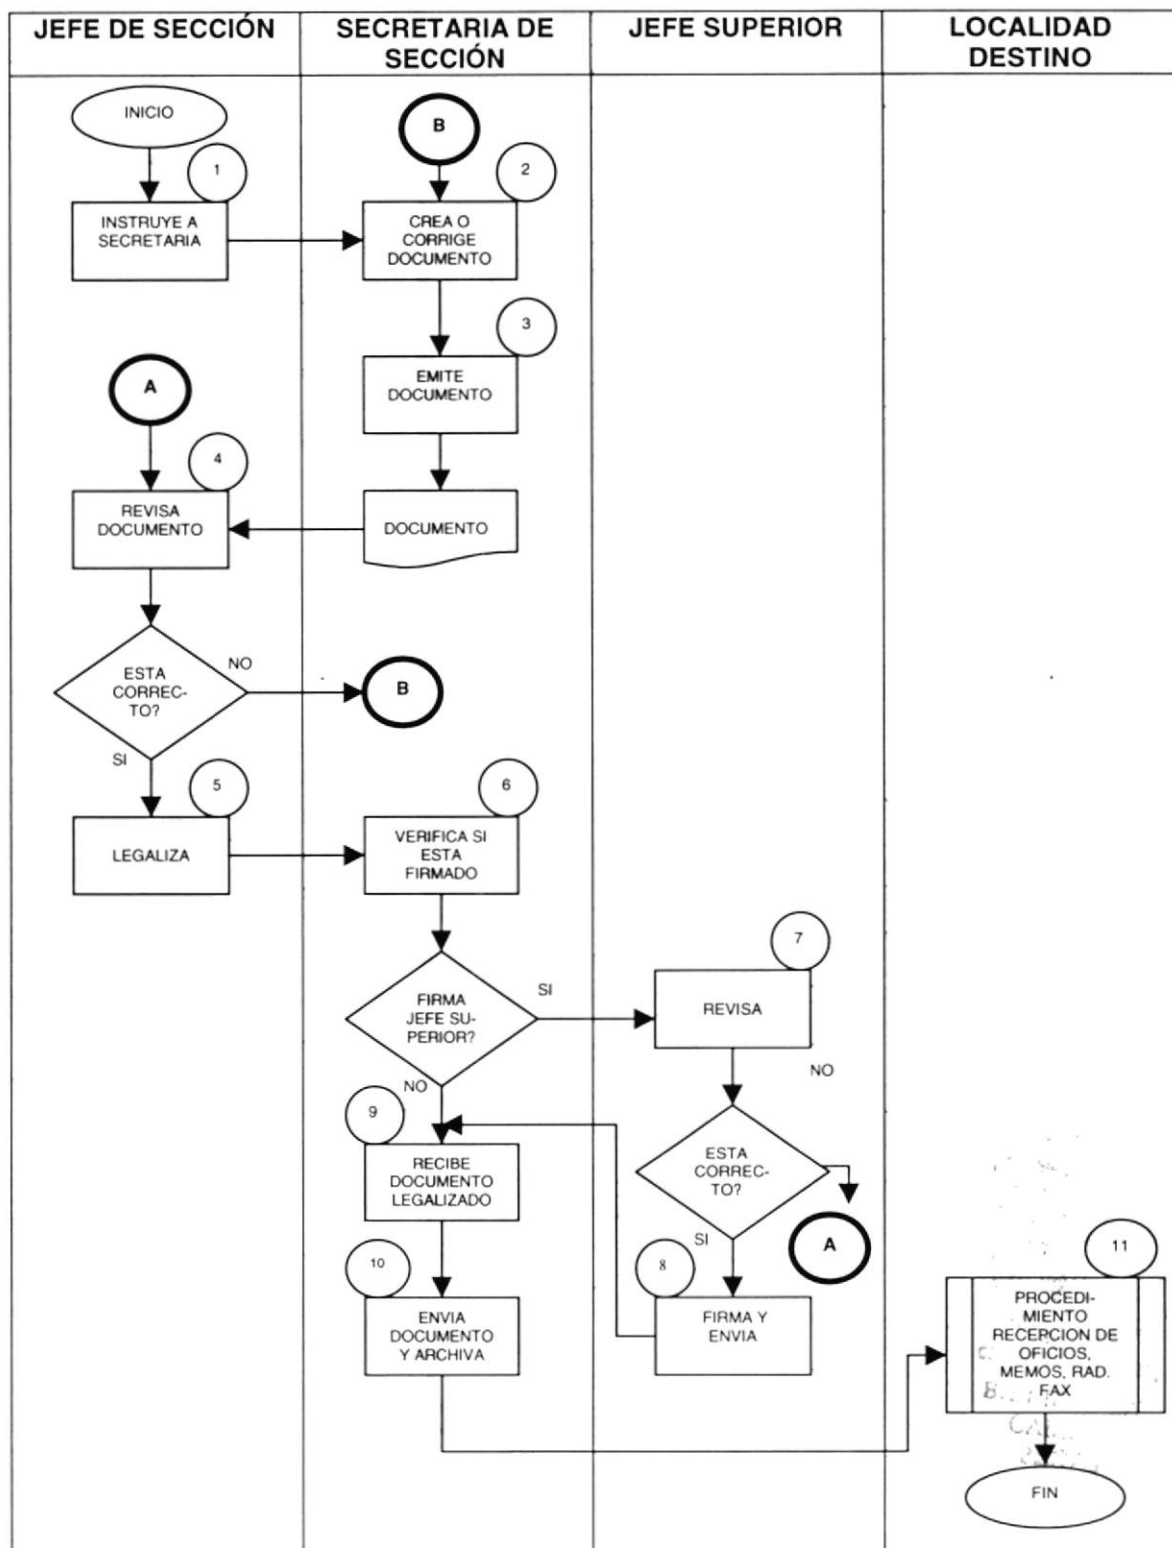 JEFE DE SECCIÓN
SECRETARIA DE
SECCIÓN
JEFE SUPERIOR
LOCALIDAD
DESTINO
INICIO
B
1
2
INSTRUYE A
SECRETARIA
CREA O
CORRIGE
DOCUMENTO
3
A
EMITE
DOCUMENTO
4
REVISA
DOCUMENTO
DOCUMENTO
ESTA
CORREC-
TO?
NO
B
SI
5
6
LEGALIZA
VERIFICA SI
ESTA
FIRMADO
7
FIRMA
JEFE SU-
PERIOR?
SI
REVISA
NO
NO
9
RECIBE
DOCUMENTO
LEGALIZADO
ESTA
CORREC-
TO?
A
SI
8
10
11
ENVIA
DOCUMENTO
Y ARCHIVA
FIRMA Y
ENVIA
PROCEDI-
MIENTO
RECEPCION DE
OFICIOS,
MEMOS, RAD.
FAX
FIN